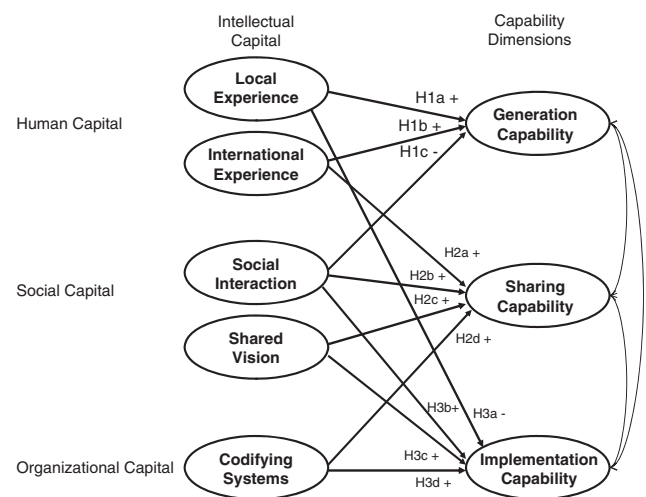 Intellectual
Capital
Capability
Dimensions
Local
Experience
H1a +
Generation
Capability
Human Capital
H1b +
H1c -
International
Experience
H2a +
Social
Interaction
H2b +
Sharing
Capability
Social Capital
H2c +
Shared
Vision
H2d +
H3b+
H3a -
Organizational Capital
Codifying
Systems
H3c +
H3d +
Implementation
Capability